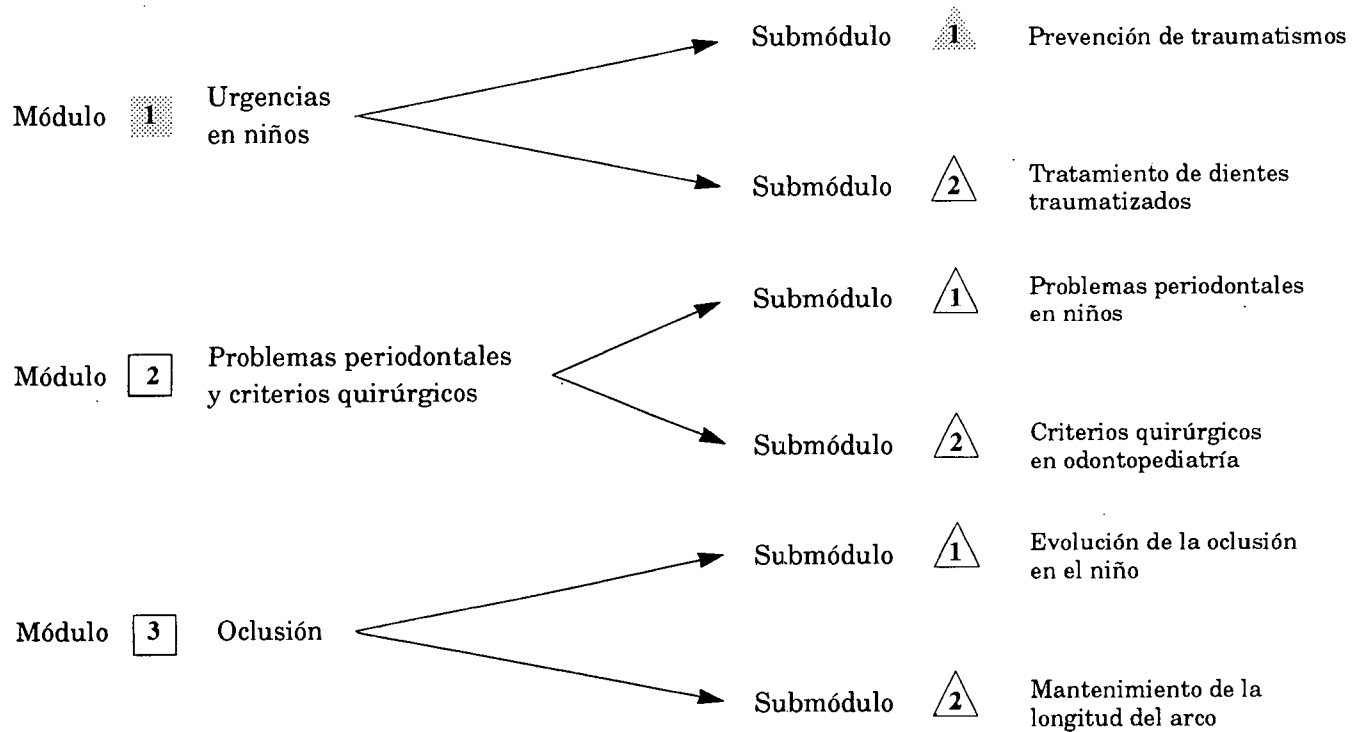 Módulo 1 Urgencias
en niños
Submódulo 1 Prevención de traumatismos
Submódulo 2 Tratamiento de dientes
traumatizados
Módulo 2 Problemas periodontales
y criterios quirúrgicos
Submódulo 1 Problemas periodontales
en niños
Submódulo 2 Criterios quirúrgicos
en odontopediatría
Módulo 3 Oclusión
Submódulo 1 Evolución de la oclusión
en el niño
Submódulo 2 Mantenimiento de la
longitud del arco